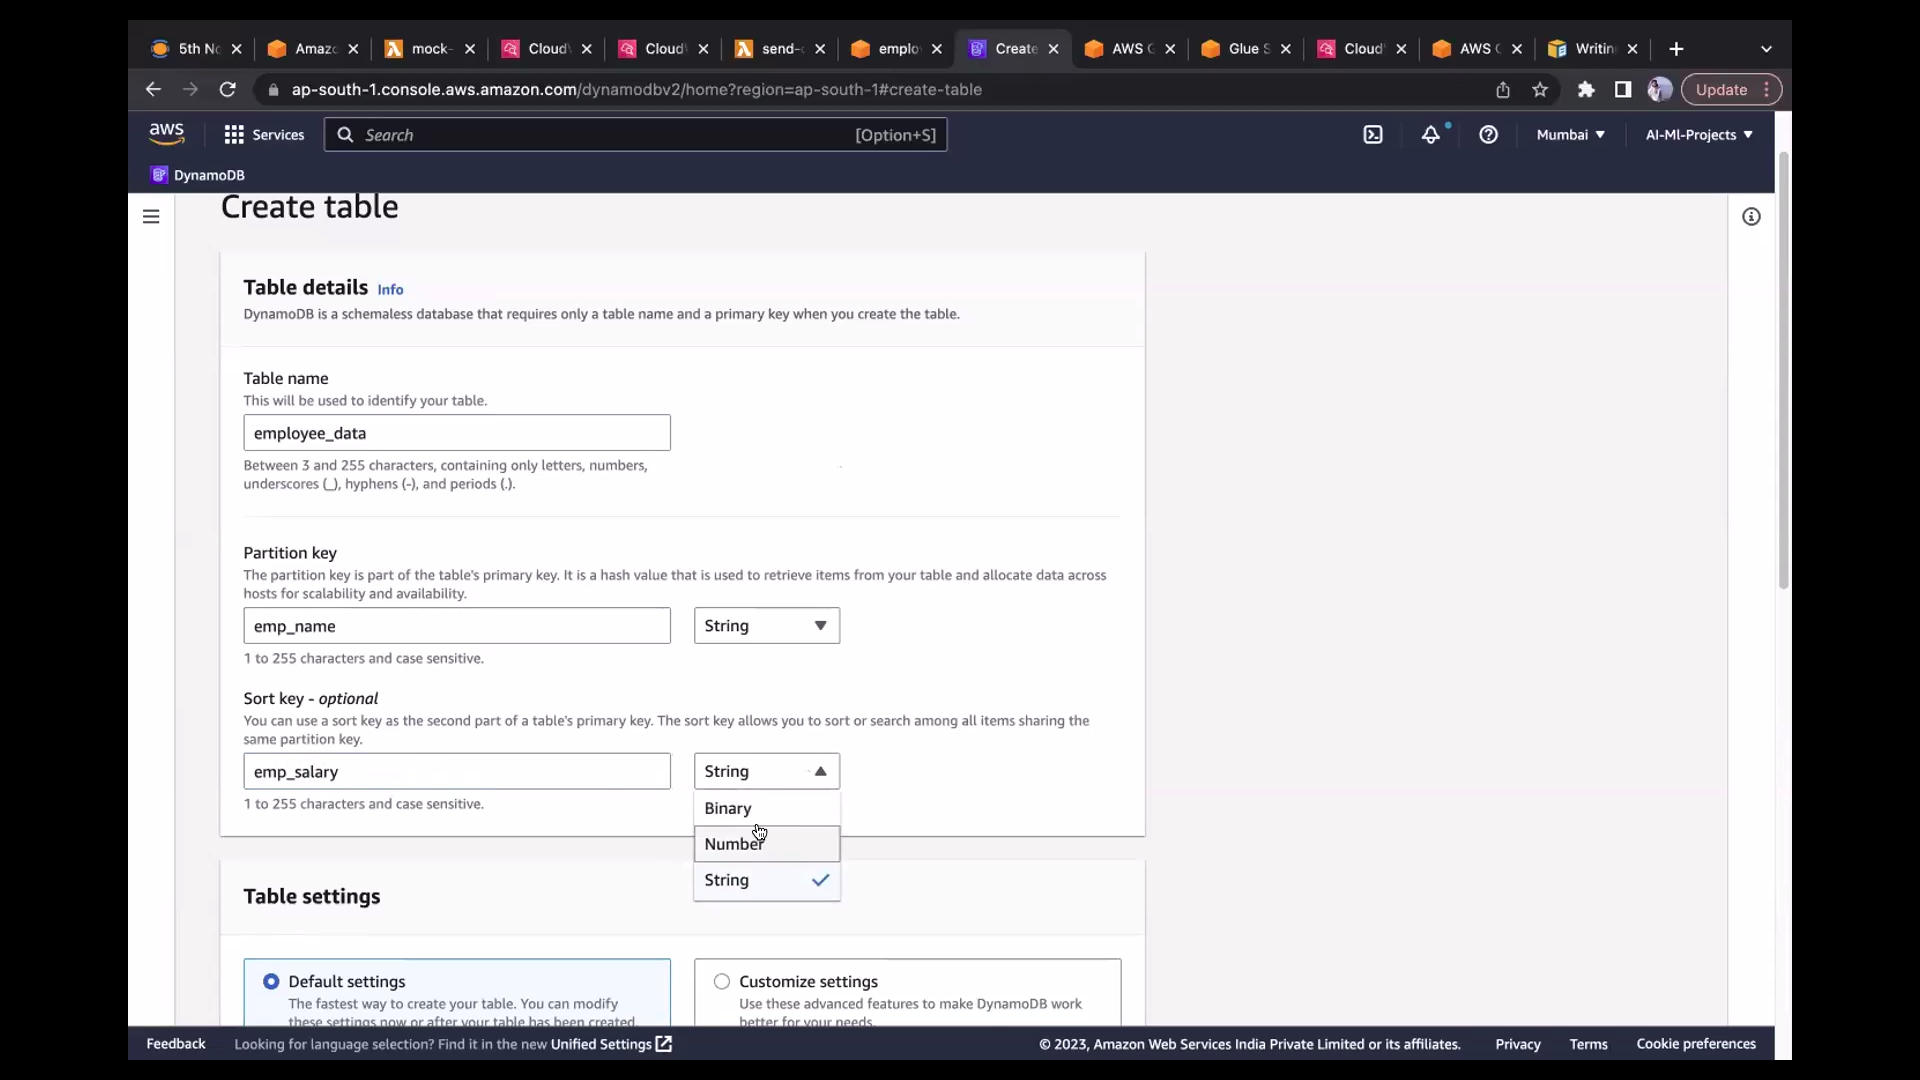 5th No
Amazo
mock-
Cloud
Cloud
send-
emplo
Create
AWS G
Glue S
Cloud
AWS
Writin
ap-south-1.console.aws.amazon.com/dynamodbv2/home?region=ap-south-1#create-table
Update
aws
Services
Search
[Option+S]
Mumbai
AI-Ml-Projects
DynamoDB
Create table
Table details Info
DynamoDB is a schemaless database that requires only a table name and a primary key when you create the table.
Table name
This will be used to identify your table.
employee_data
Between 3 and 255 characters, containing only letters, numbers,
underscores (_), hyphens (-), and periods (.).
Partition key
The partition key is part of the table's primary key. It is a hash value that is used to retrieve items from your table and allocate data across
hosts for scalability and availability.
emp_name
String
1 to 255 characters and case sensitive.
Sort key - optional
You can use a sort key as the second part of a table's primary key. The sort key allows you to sort or search among all items sharing the
same partition key.
emp_salary
String
1 to 255 characters and case sensitive.
Binary
Number
String
Table settings
Default settings
The fastest way to create your table. You can modify
these settings now or after your table has been created.
Customize settings
Use these advanced features to make DynamoDB work
better for your needs.
Feedback
Looking for language selection? Find it in the new Unified Settings
© 2023, Amazon Web Services India Private Limited or its affiliates.
Privacy
Terms
Cookie preferences